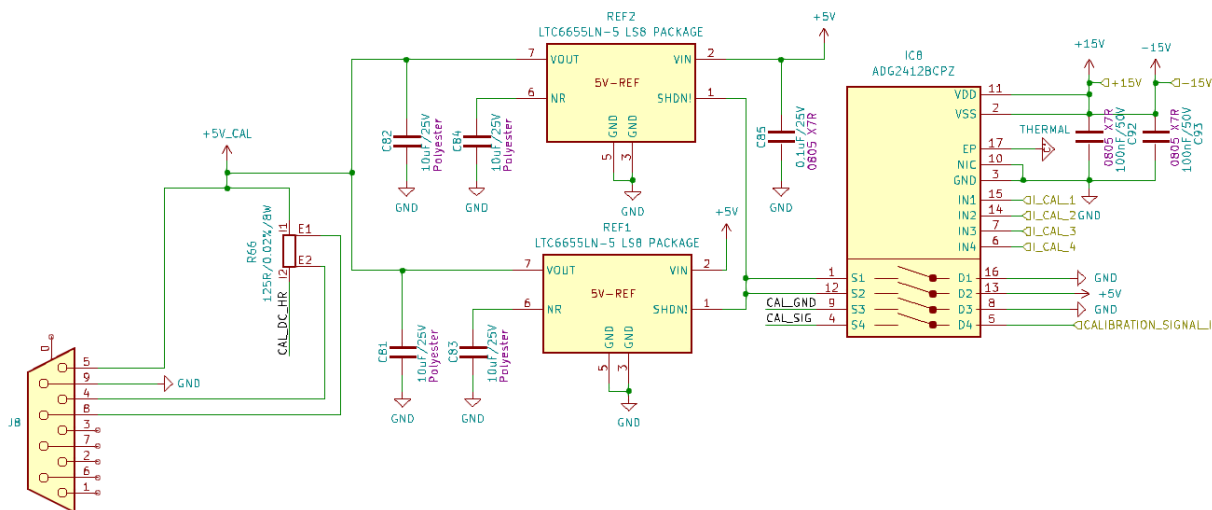 REF2
LTC6655LN-5 LS8 PACKAGE
7 VOUT VIN 2
+5V
5V-REF
6 NR SHDN! 1
GND GND
5 3
GND
C82
10uF/25V
Polyester
GND
C84
10uF/25V
Polyester
GND
C85
0.1uF/25V
0805 X7R
GND
+5V_CAL
REF1
LTC6655LN-5 LS8 PACKAGE
7 VOUT VIN 2
+5V
5V-REF
6 NR SHDN! 1
GND GND
5 3
GND
C81
10uF/25V
Polyester
GND
C83
10uF/25V
Polyester
GND
R66
125R/0.02%/8W
I1 E1
I2 E2
CAL_DC_HR
J8
0
5
9 GND
4
8
3
7
2
6
1
IC8
ADG2412BCPZ
+15V -15V
VDD 11 +15V -15V
VSS 2
THERMAL
EP 17
NIC 10
GND 3
GND
IN1 15 I_CAL_1
IN2 14 I_CAL_2
IN3 7 I_CAL_3
IN4 6 I_CAL_4
0805 X7R
100nF/50V
C92
0805 X7R
100nF/50V
C93
1 S1 D1 16 GND
12 S2 D2 13 +5V
CAL_GND 9 S3 D3 8 GND
CAL_SIG 4 S4 D4 5 CALIBRATION_SIGNAL_I